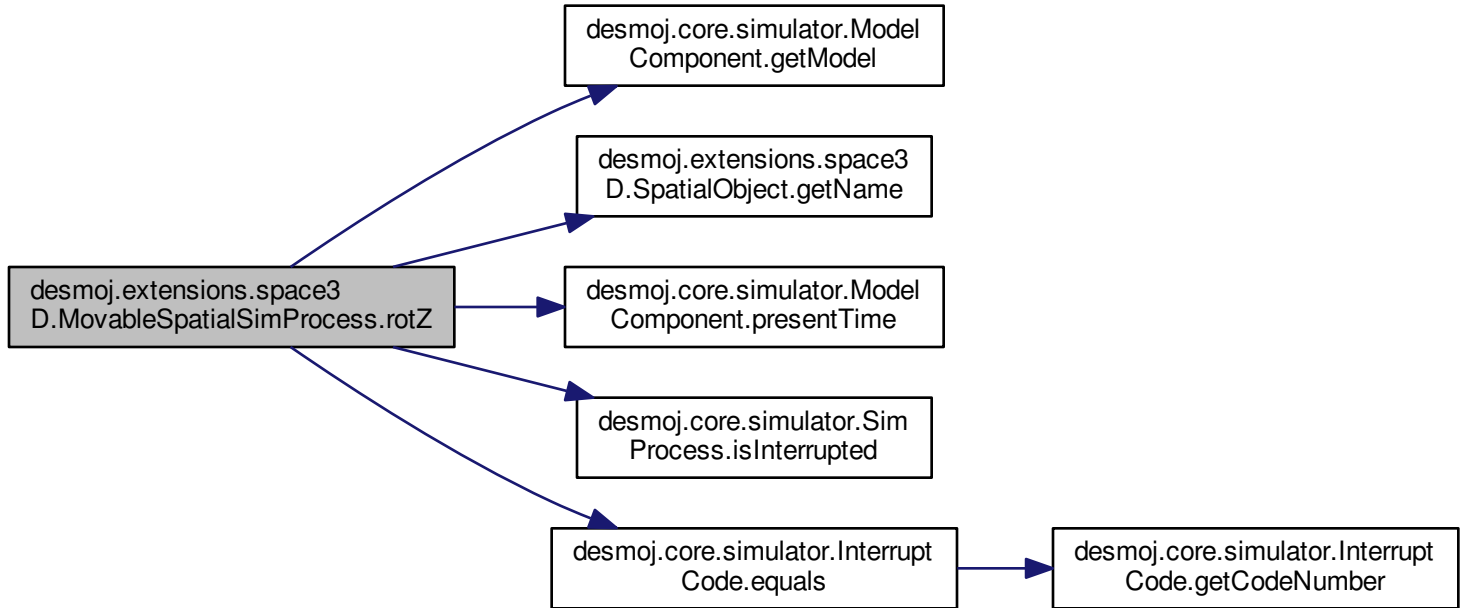 desmoj.core.simulator.Model
Component.getModel
desmoj.extensions.space3
D.SpatialObject.getName
desmoj.extensions.space3
D.MovableSpatialSimProcess.rotZ
desmoj.core.simulator.Model
Component.presentTime
desmoj.core.simulator.Sim
Process.isInterrupted
desmoj.core.simulator.Interrupt
Code.equals
desmoj.core.simulator.Interrupt
Code.getCodeNumber